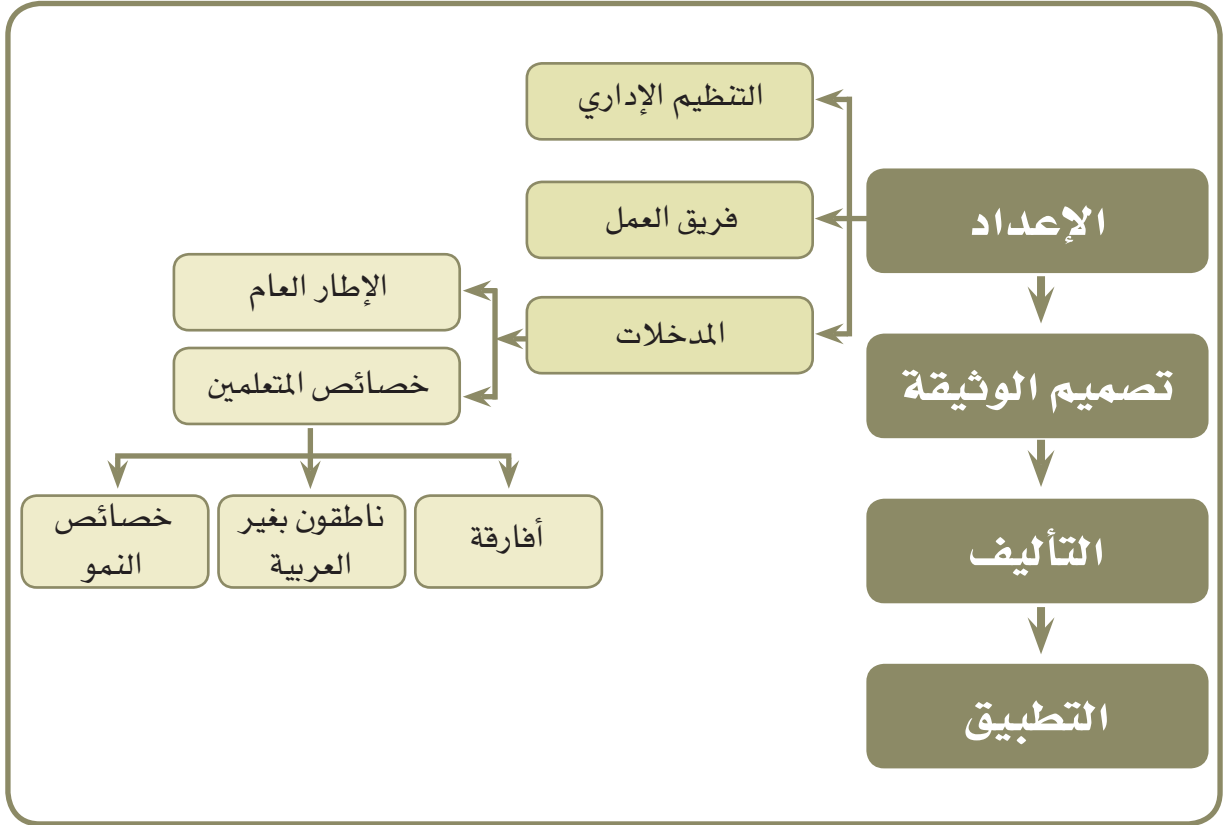 التنظيم الإداري
الإعداد
فريق العمل
الإطار العام
المدخلات
خصائص المتعلمين
تصميم الوثيقة
أفارقة
ناطقون بغير
العربية
خصائص
النمو
التأليف
التطبيق